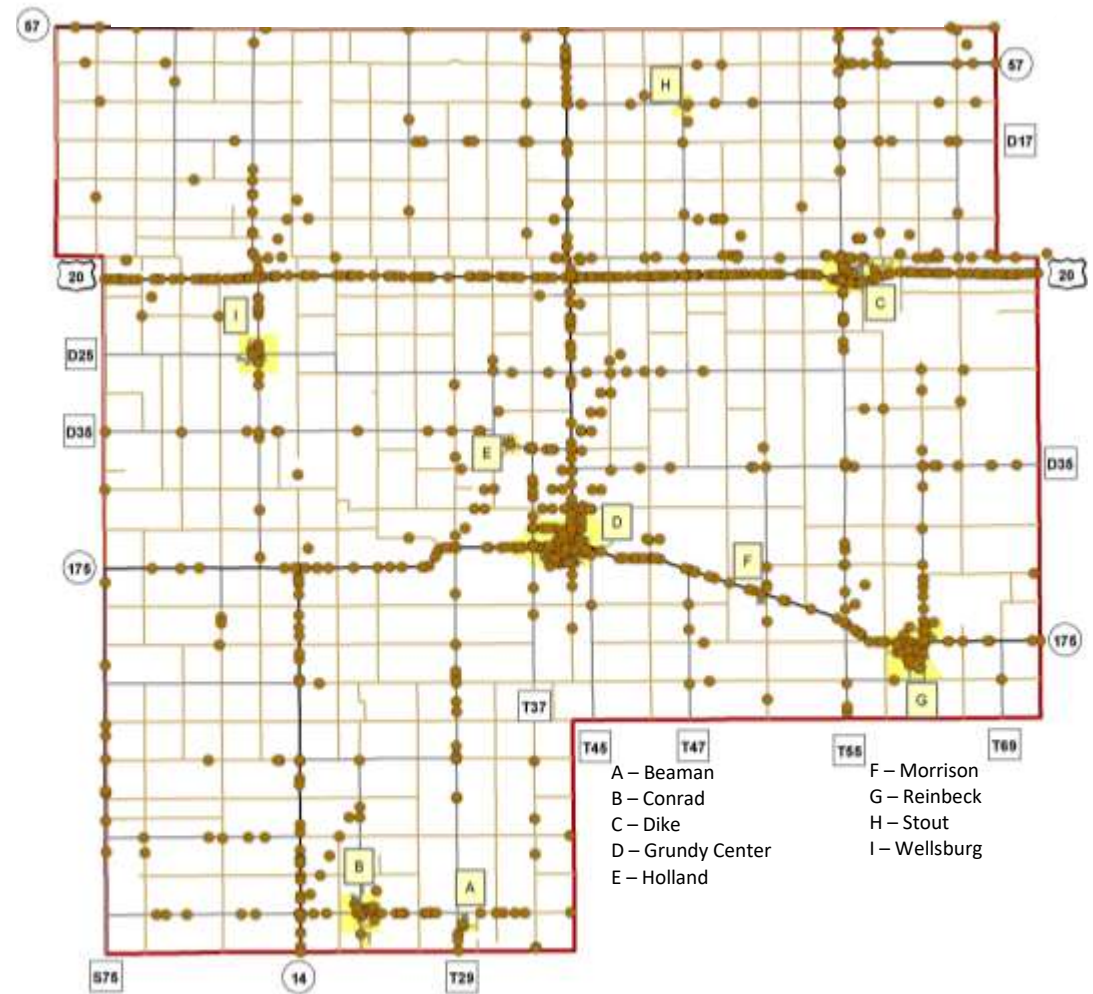 57
57
H
D17
20
20
I
C
D25
D35
E
D35
D
175
F
175
T37
G
T45
T47
T55
T69
A – Beaman
B – Conrad
C – Dike
D – Grundy Center
E – Holland
F – Morrison
G – Reinbeck
H – Stout
I – Wellsburg
B
A
S75
14
T29